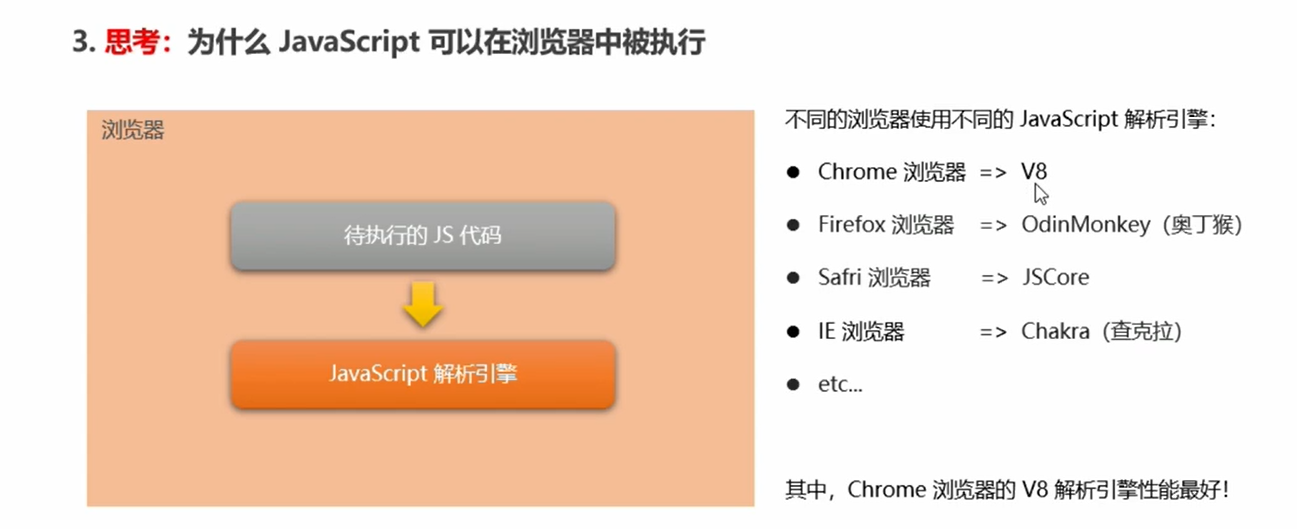 3. 思考：为什么 JavaScript 可以在浏览器中被执行
浏览器
待执行的 JS 代码
JavaScript 解析引擎
不同的浏览器使用不同的 JavaScript 解析引擎：
● Chrome 浏览器 => V8
● Firefox 浏览器 => OdinMonkey（奥丁猴）
● Safri 浏览器 => JSCore
● IE 浏览器 => Chakra（查克拉）
● etc...
其中，Chrome 浏览器的 V8 解析引擎性能最好！